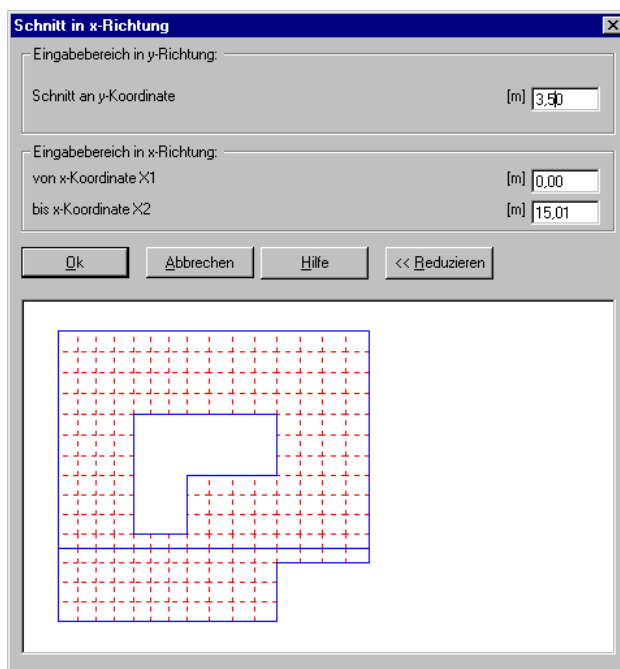 Schnitt in x-Richtung
Eingabebereich in y-Richtung:
Schnitt an y-Koordinate [m] 3,50
Eingabebereich in x-Richtung:
von x-Koordinate X1 [m] 0,00
bis x-Koordinate X2 [m] 15,01
Ok Abbrechen Hilfe << Reduzieren